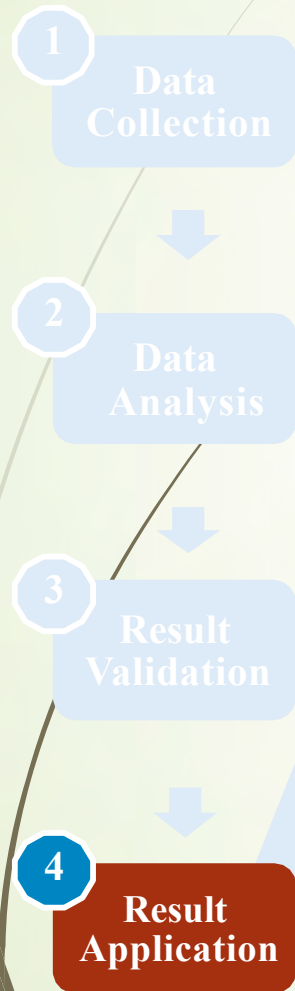 1
Data
Collection
2
Data
Analysis
3
Result
Validation
4
Result
Application